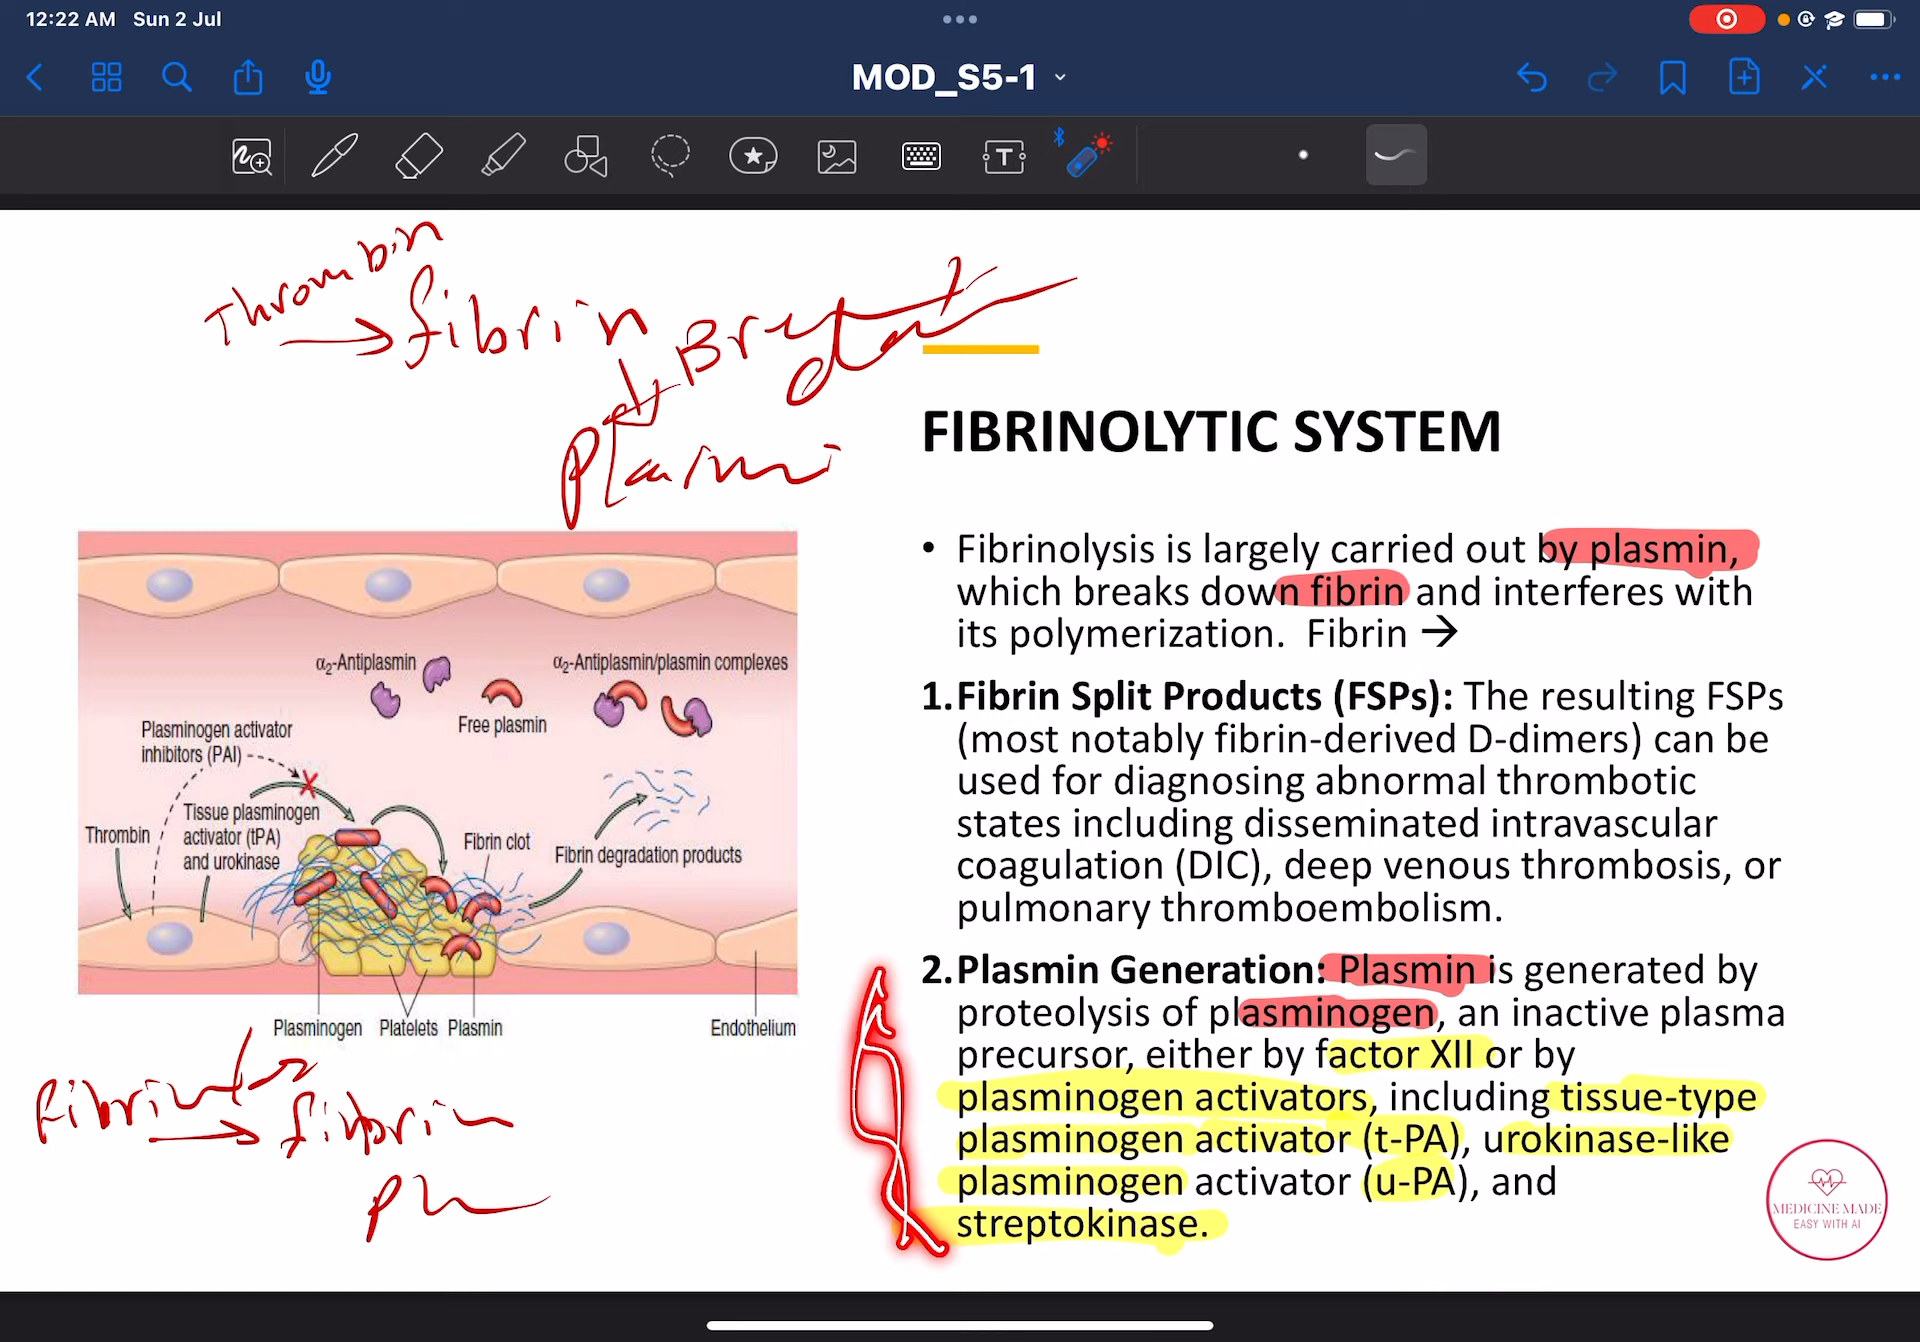 12:22 AM Sun 2 Jul
MOD_S5-1
T
Thrombin
fibrin
FIBRINOLYTIC SYSTEM
• Fibrinolysis is largely carried out by plasmin,
which breaks down fibrin and interferes with
its polymerization. Fibrin →
1. Fibrin Split Products (FSPs): The resulting FSPs
(most notably fibrin-derived D-dimers) can be
used for diagnosing abnormal thrombotic
states including disseminated intravascular
coagulation (DIC), deep venous thrombosis, or
pulmonary thromboembolism.
2. Plasmin Generation: Plasmin is generated by
proteolysis of plasminogen, an inactive plasma
precursor, either by factor XII or by
plasminogen activators, including tissue-type
plasminogen activator (t-PA), urokinase-like
plasminogen activator (u-PA), and
streptokinase.
α2-Antiplasmin
α2-Antiplasmin/plasmin complexes
Free plasmin
Plasminogen activator
inhibitors (PAI)
Tissue plasminogen
activator (tPA)
and urokinase
Thrombin
Fibrin clot
Fibrin degradation products
Plasminogen Platelets Plasmin Endothelium
fibrin
MEDICINE MADE
EASY WITH AI